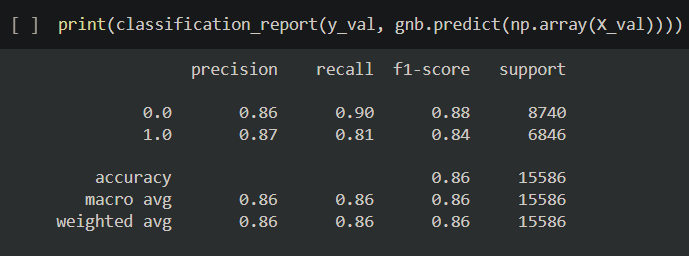 [ ] print(classification_report(y_val, gnb.predict(np.array(X_val))))
precision recall f1-score support
0.0 0.86 0.90 0.88 8740
1.0 0.87 0.81 0.84 6846
accuracy 0.86 15586
macro avg 0.86 0.86 0.86 15586
weighted avg 0.86 0.86 0.86 15586